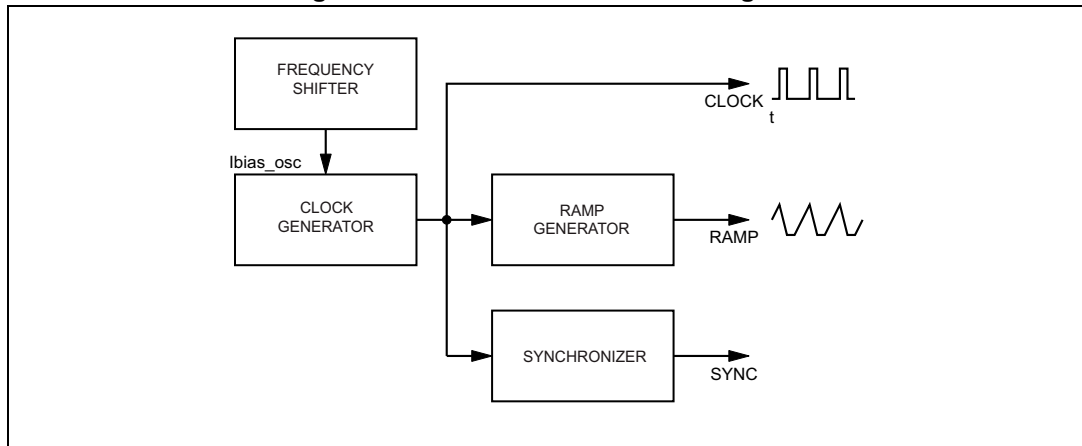 FREQUENCY
SHIFTER
CLOCK
t
Ibias_osc
CLOCK
GENERATOR
RAMP
GENERATOR
RAMP
SYNCHRONIZER
SYNC